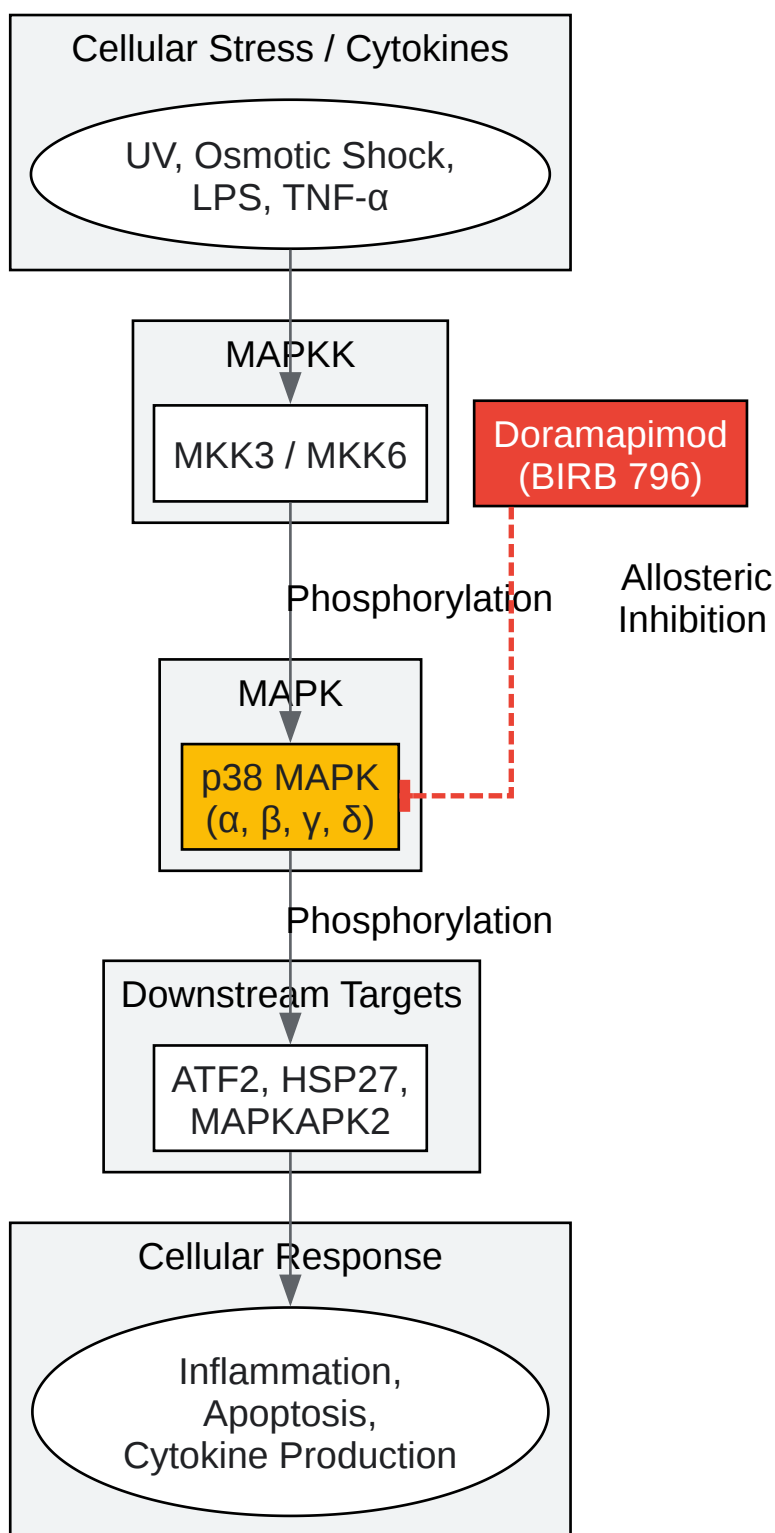 Cellular Stress / Cytokines
UV, Osmotic Shock,
LPS, TNF-α
MAPKK
MKK3 / MKK6
Doramapimod
(BIRB 796)
Phosphorylation
Allosteric
Inhibition
MAPK
p38 MAPK
(α, β, γ, δ)
Phosphorylation
Downstream Targets
ATF2, HSP27,
MAPKAPK2
Cellular Response
Inflammation,
Apoptosis,
Cytokine Production